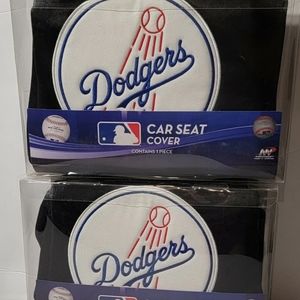 Dodgers
CAR SEAT
COVER
CONTAINS 1 PIECE
Dodgers